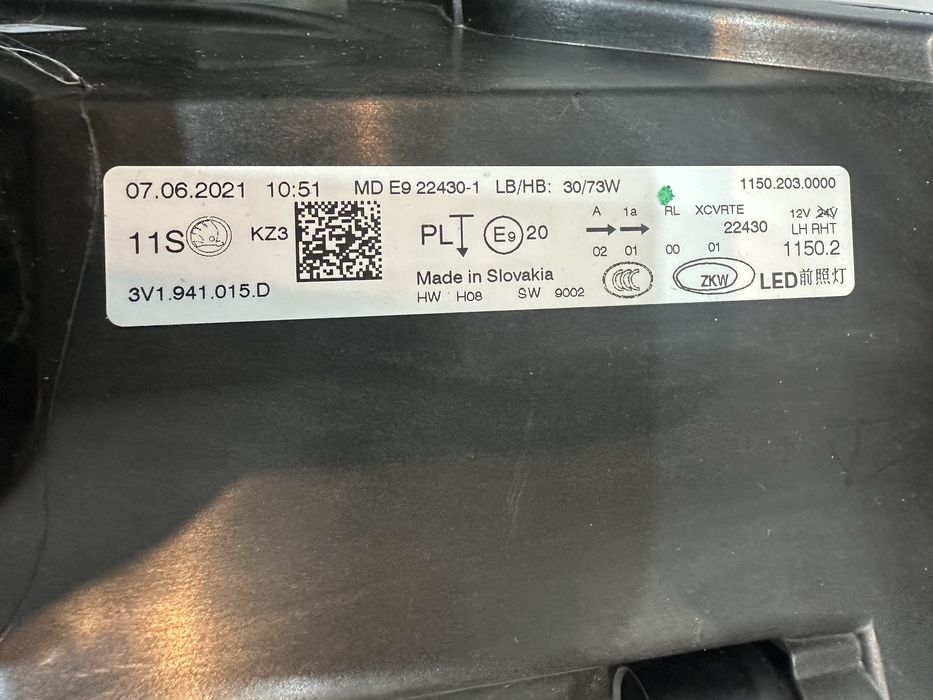 07.06.2021 10:51 MD E9 22430-1 LB/HB: 30/73W 1150.203.0000
A 1a RL XCVRTE 12V 24V
11S KZ3 PL E9 20 22430 LH RHT
02 01 00 01 1150.2
Made in Slovakia CCC ZKW LED前照灯
3V1.941.015.D HW H08 SW 9002